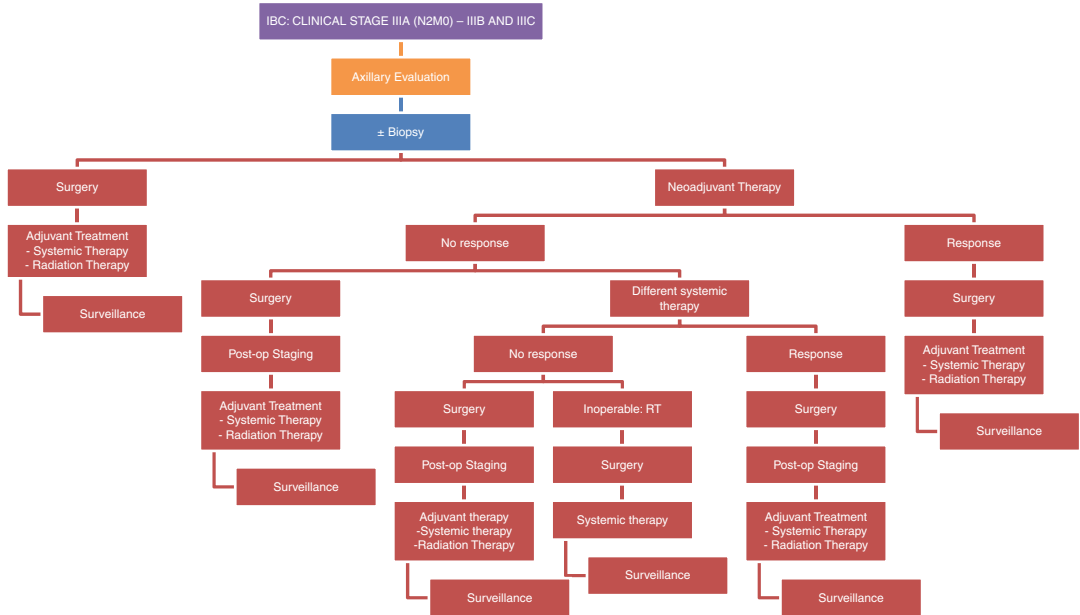 IBC: CLINICAL STAGE IIIA (N2M0) – IIIB AND IIIC
Axillary Evaluation
± Biopsy
Surgery
Neoadjuvant Therapy
Adjuvant Treatment
- Systemic Therapy
- Radiation Therapy
No response
Response
Surveillance
Surgery
Different systemic
therapy
Surgery
Post-op Staging
No response
Response
Adjuvant Treatment
- Systemic Therapy
- Radiation Therapy
Adjuvant Treatment
- Systemic Therapy
- Radiation Therapy
Surgery
Inoperable: RT
Surgery
Surveillance
Surveillance
Post-op Staging
Surgery
Post-op Staging
Adjuvant therapy
-Systemic therapy
-Radiation Therapy
Systemic therapy
Adjuvant Treatment
- Systemic Therapy
- Radiation Therapy
Surveillance
Surveillance
Surveillance